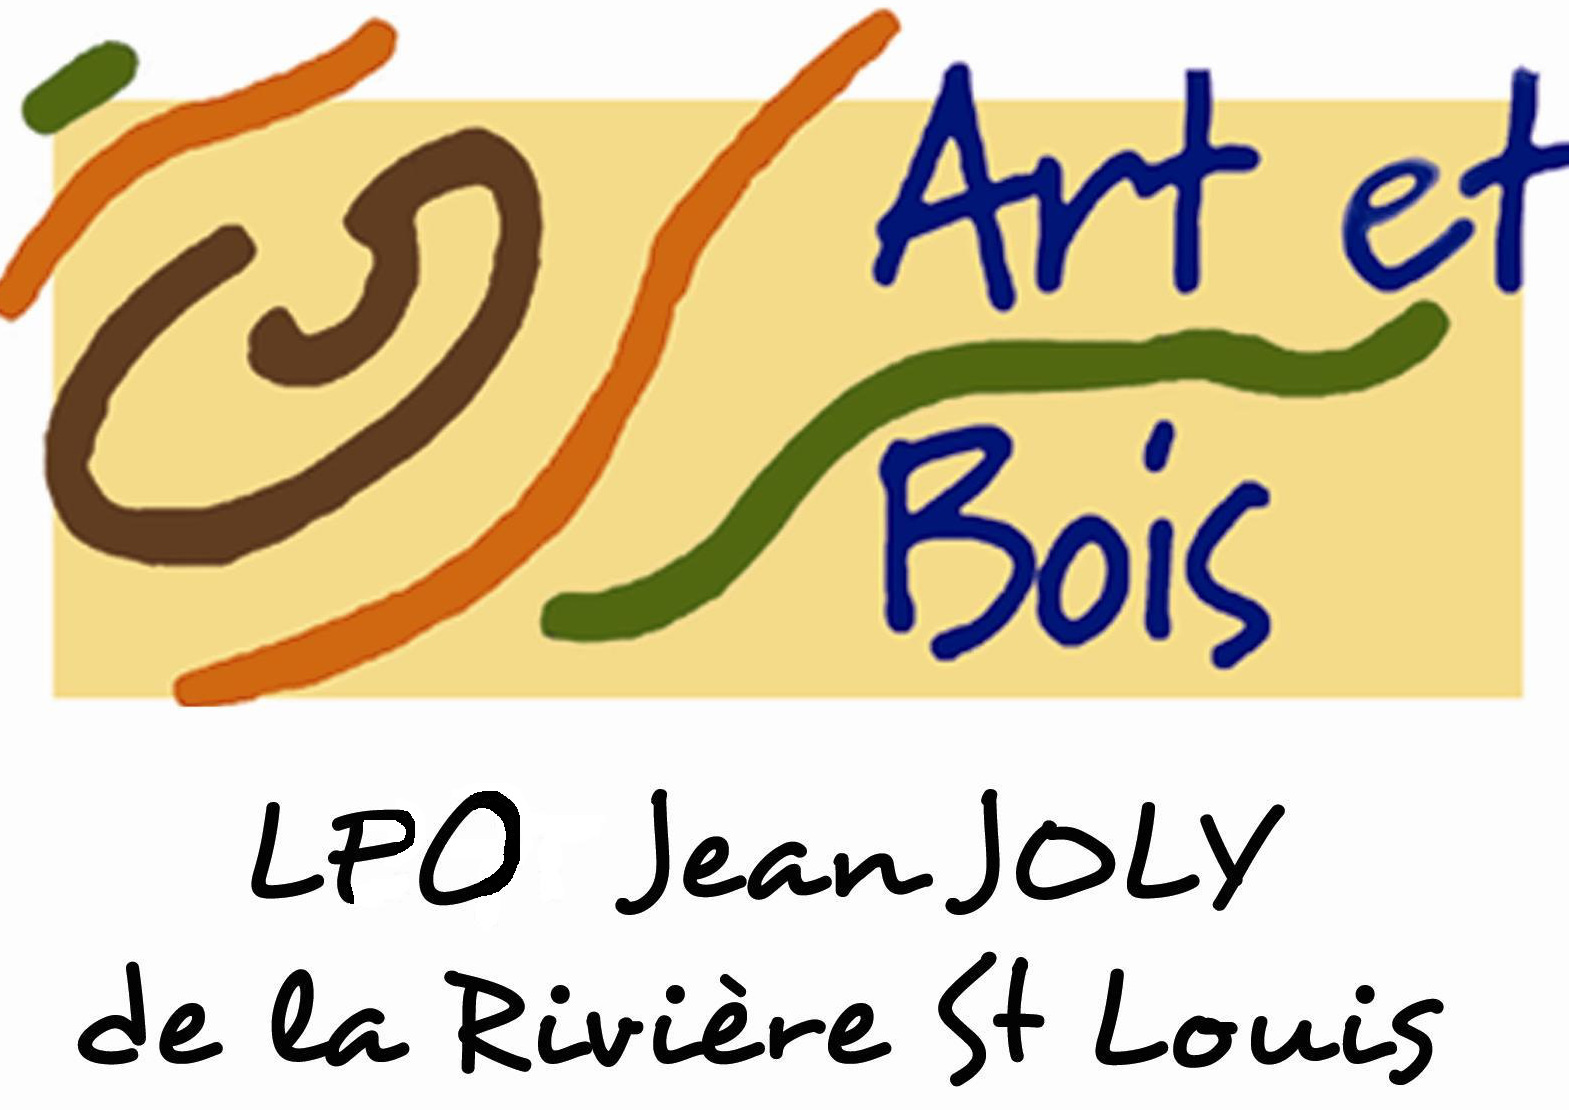 Art et
Bois
LPO Jean JOLY
de la Rivière St Louis